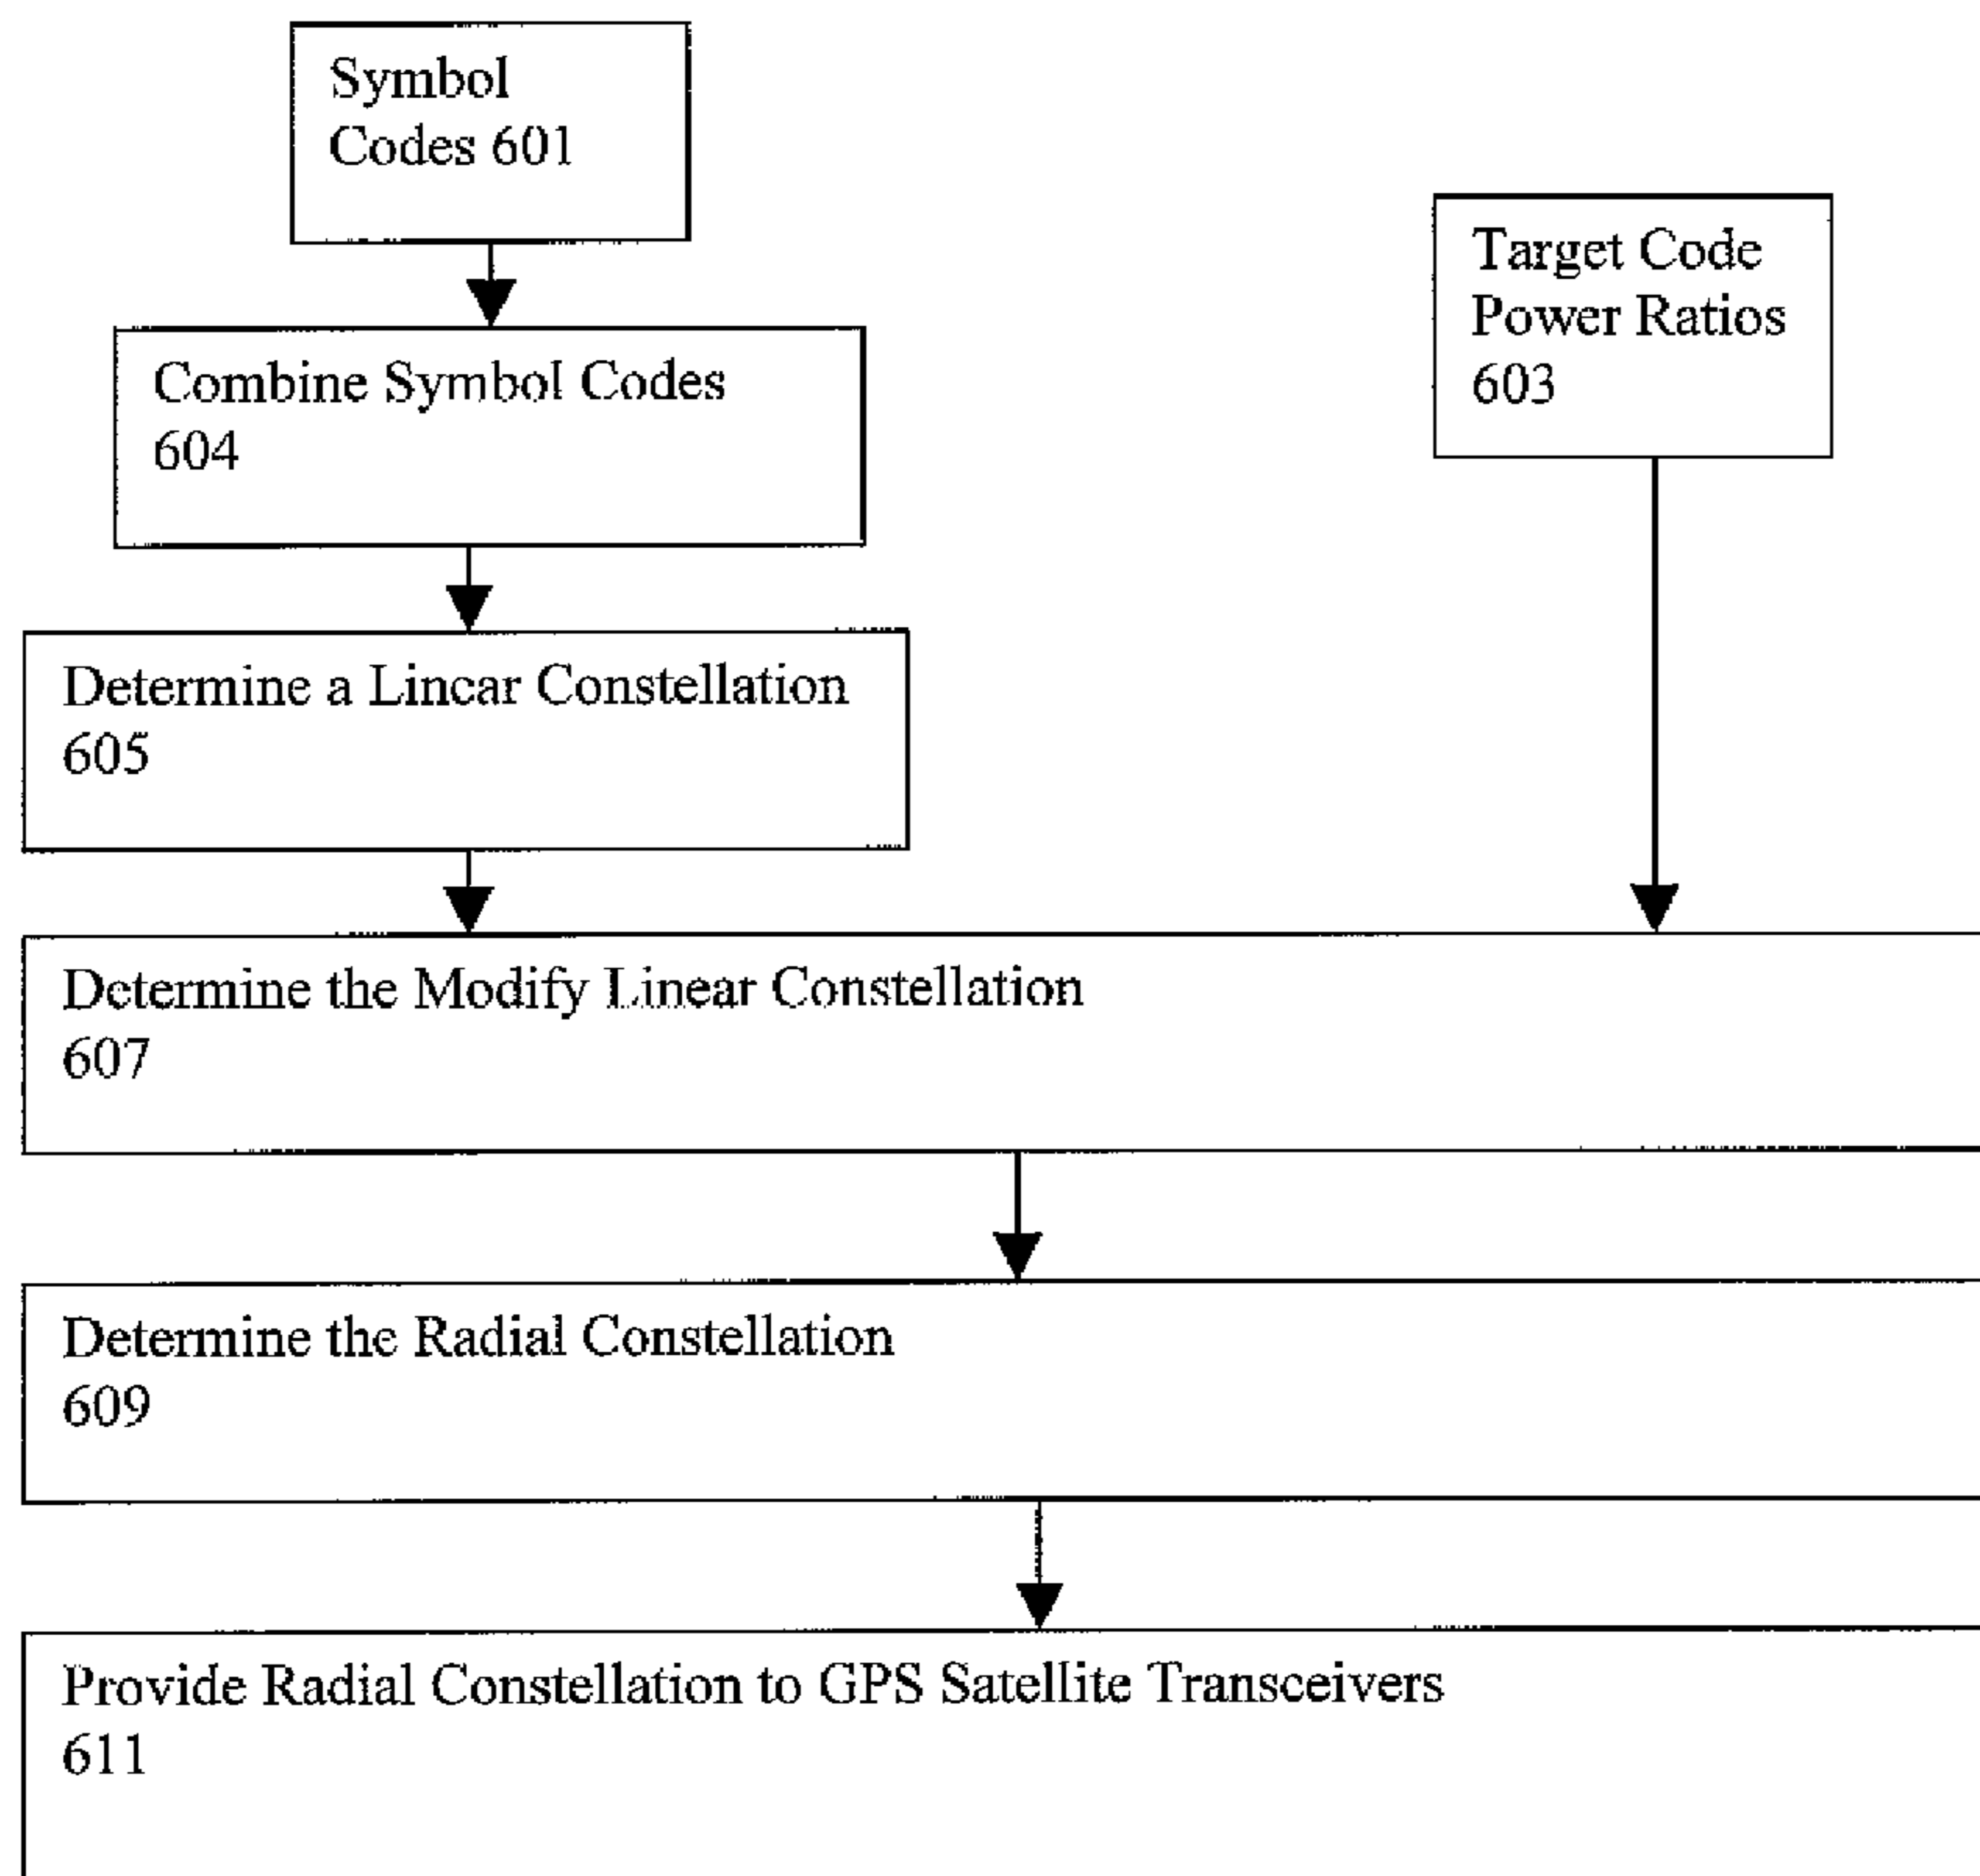 Symbol
Codes 601
Target Code
Power Ratios
603
Combine Symbol Codes
604
Determine a Linear Constellation
605
Determine the Modify Linear Constellation
607
Determine the Radial Constellation
609
Provide Radial Constellation to GPS Satellite Transceivers
611